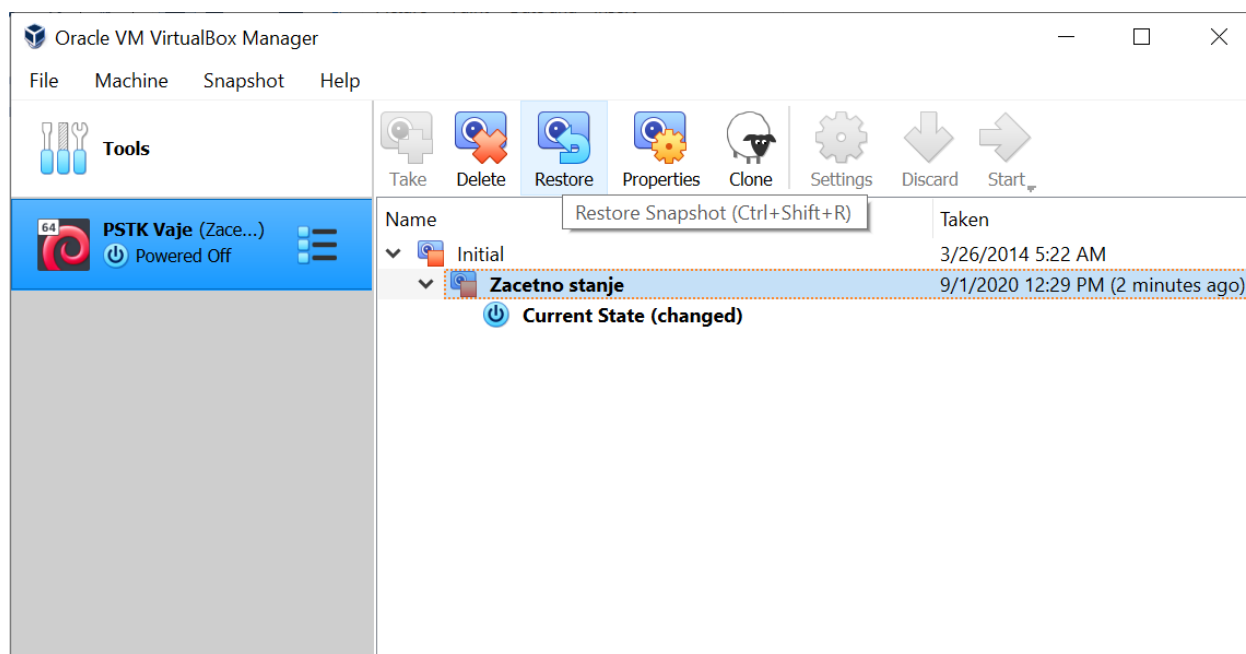 Oracle VM VirtualBox Manager
File Machine Snapshot Help
Tools
Take Delete Restore Properties Clone Settings Discard Start
Restore Snapshot (Ctrl+Shift+R)
64
PSTK Vaje (Zace...)
Powered Off
Name Taken
Initial 3/26/2014 5:22 AM
Zacetno stanje 9/1/2020 12:29 PM (2 minutes ago)
Current State (changed)